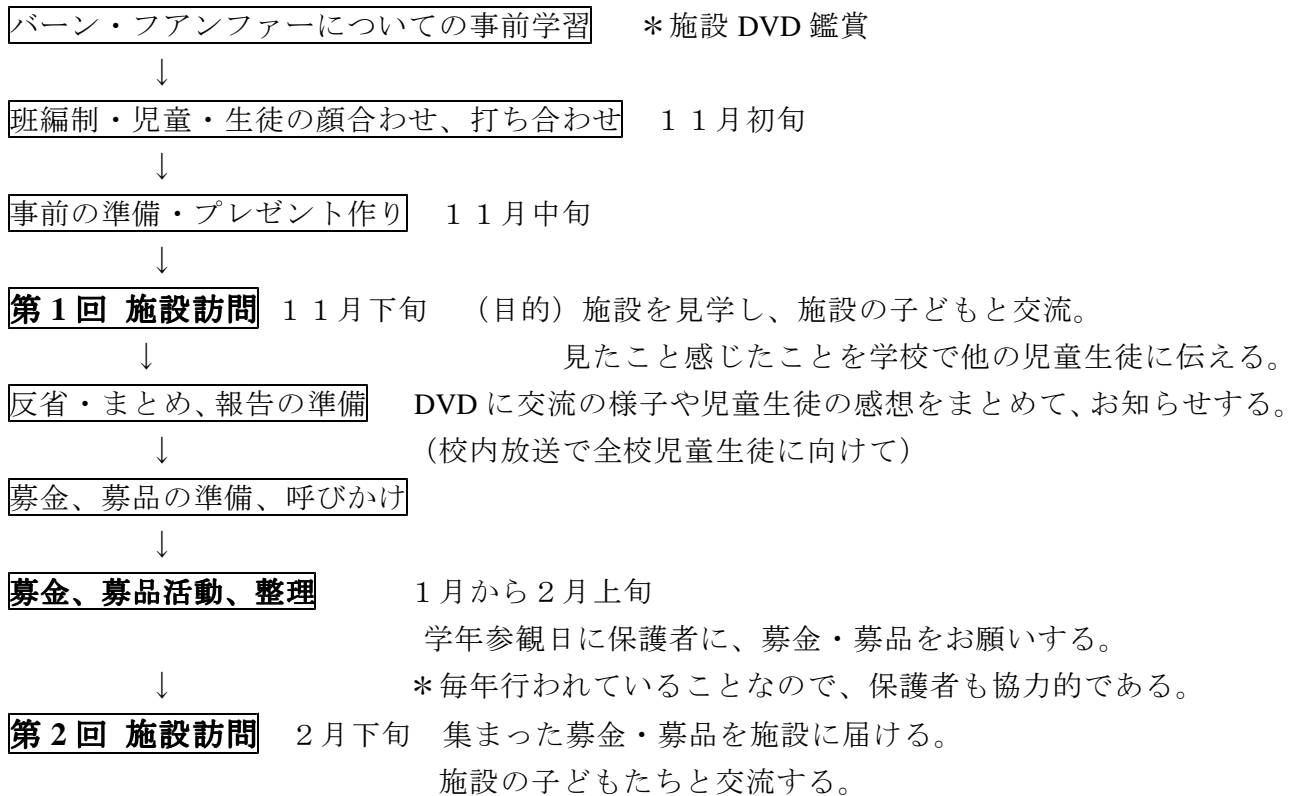 バーン・フアンファーについての事前学習　＊施設 DVD 鑑賞
↓
班編制・児童・生徒の顔合わせ、打ち合わせ　１１月初旬
↓
事前の準備・プレゼント作り　１１月中旬
↓
第1回 施設訪問　１１月下旬　（目的）施設を見学し、施設の子どもと交流。
↓　見たこと感じたことを学校で他の児童生徒に伝える。
反省・まとめ、報告の準備　DVD に交流の様子や児童生徒の感想をまとめて、お知らせする。
↓　（校内放送で全校児童生徒に向けて）
募金、募品の準備、呼びかけ
↓
募金、募品活動、整理　１月から２月上旬
学年参観日に保護者に、募金・募品をお願いする。
↓　＊毎年行われていることなので、保護者も協力的である。
第2回 施設訪問　２月下旬　集まった募金・募品を施設に届ける。
施設の子どもたちと交流する。